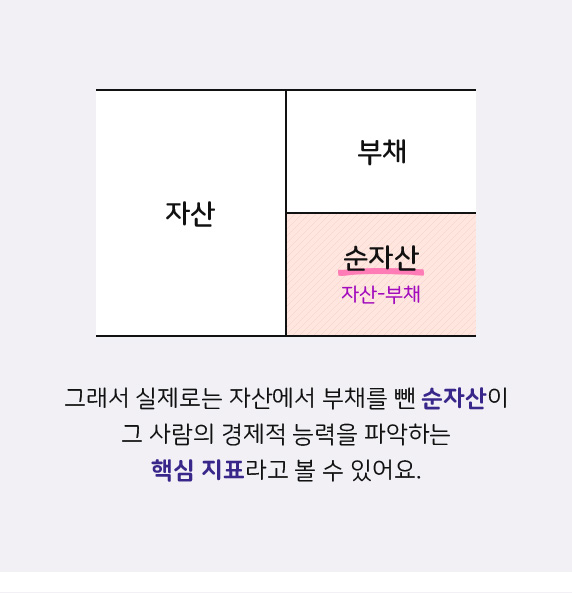 자산
부채
순자산
자산-부채
그래서 실제로는 자산에서 부채를 뺀 순자산이
그 사람의 경제적 능력을 파악하는
핵심 지표라고 볼 수 있어요.